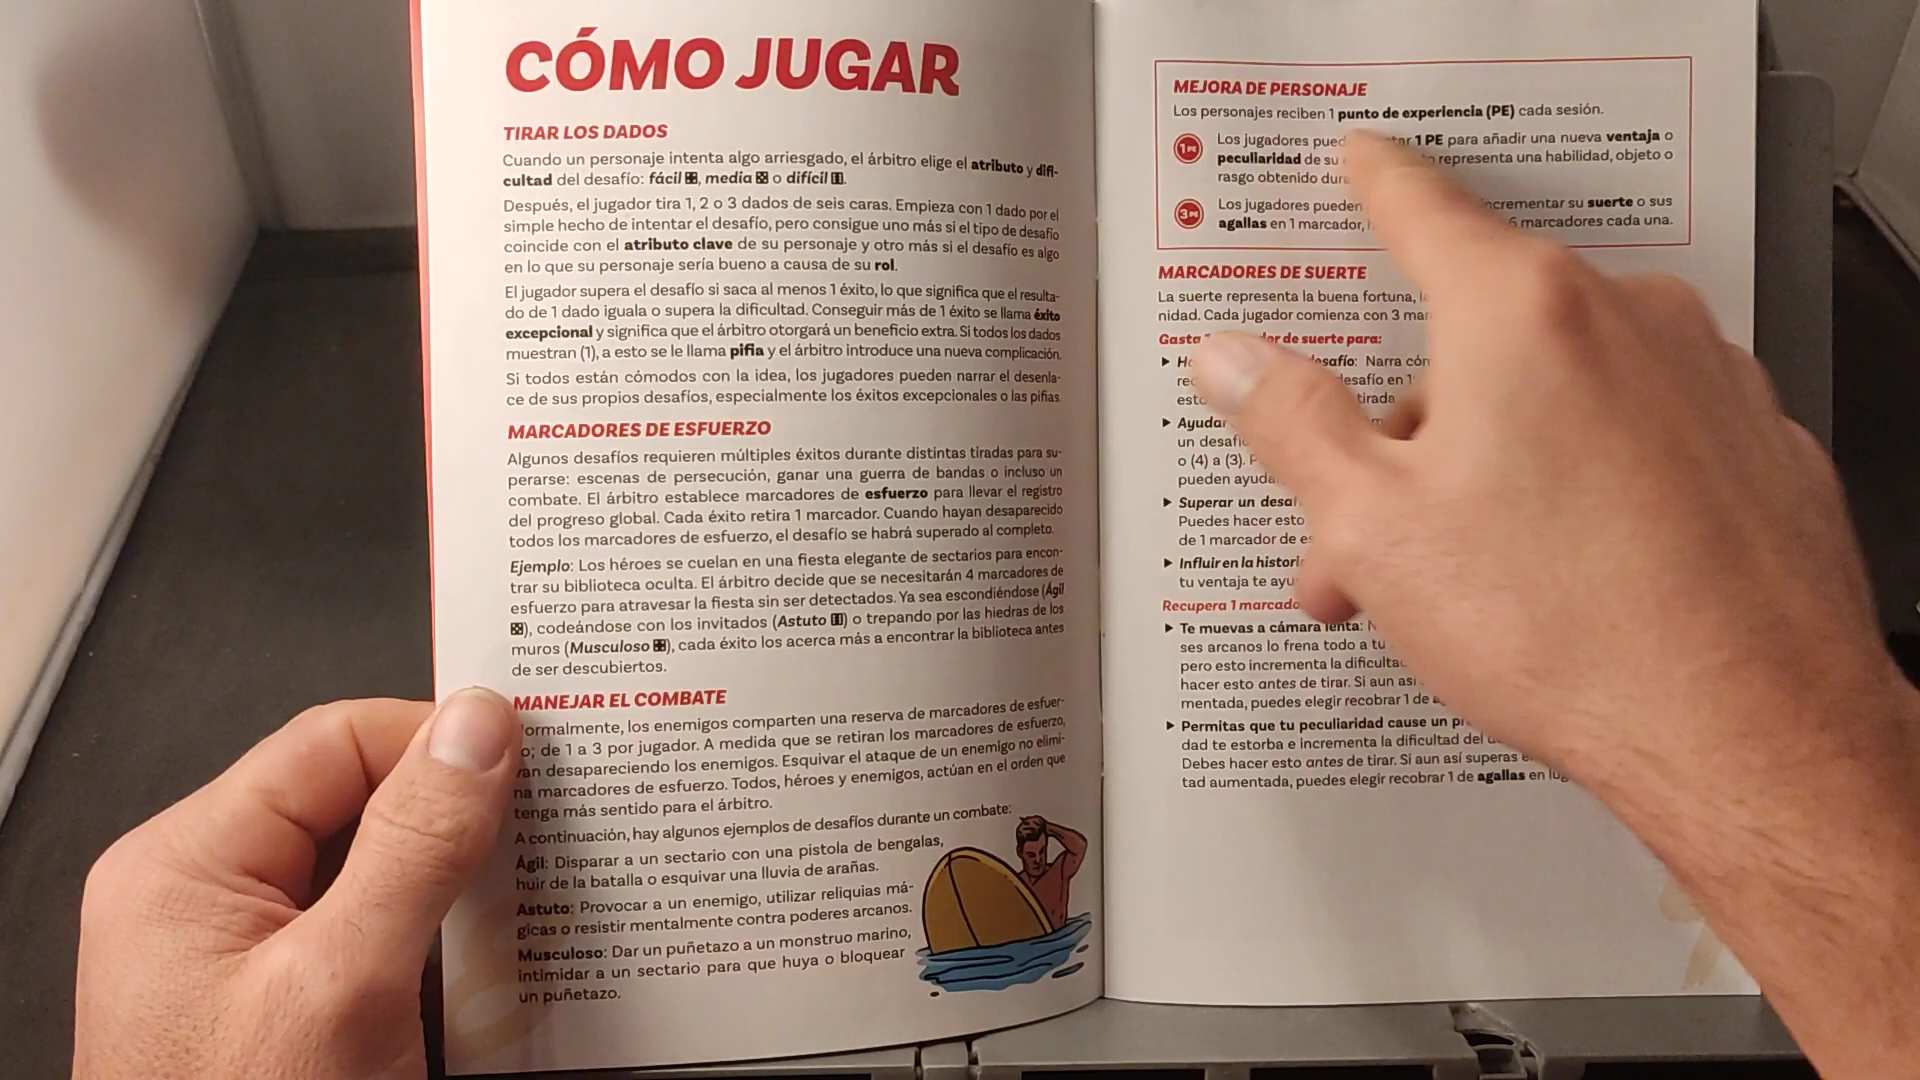 CÓMO JUGAR
TIRAR LOS DADOS
Cuando un personaje intenta algo arriesgado, el árbitro elige el atributo y difi-
cultad del desafío: fácil, media o difícil.
Después, el jugador tira 1, 2 o 3 dados de seis caras. Empieza con 1 dado por el
simple hecho de intentar el desafío, pero consigue uno más si el tipo de desafío
coincide con el atributo clave de su personaje y otro más si el desafío es algo
en lo que su personaje sería bueno a causa de su rol.
El jugador supera el desafío si saca al menos 1 éxito, lo que significa que el resulta-
do de 1 dado iguala o supera la dificultad. Conseguir más de 1 éxito se llama éxito
excepcional y significa que el árbitro otorgará un beneficio extra. Si todos los dados
muestran (1), a esto se le llama pifia y el árbitro introduce una nueva complicación.
Si todos están cómodos con la idea, los jugadores pueden narrar el desenla-
ce de sus propios desafíos, especialmente los éxitos excepcionales o las pifias
MARCADORES DE ESFUERZO
Algunos desafíos requieren múltiples éxitos durante distintas tiradas para su-
perarse: escenas de persecución, ganar una guerra de bandas o incluso un
combate. El árbitro establece marcadores de esfuerzo para llevar el registro
del progreso global. Cada éxito retira 1 marcador. Cuando hayan desaparecido
todos los marcadores de esfuerzo, el desafío se habrá superado al completo.
Ejemplo: Los héroes se cuelan en una fiesta elegante de sectarios para encon-
trar su biblioteca oculta. El árbitro decide que se necesitarán 4 marcadores de
esfuerzo para atravesar la fiesta sin ser detectados. Ya sea escondiéndose (Ágil
), codeándose con los invitados (Astuto) o trepando por las hiedras de los
muros (Musculoso), cada éxito los acerca más a encontrar la biblioteca antes
de ser descubiertos.
MANEJAR EL COMBATE
ormalmente, los enemigos comparten una reserva de marcadores de esfuer-
o; de 1 a 3 por jugador. A medida que se retiran los marcadores de esfuerzo,
van desapareciendo los enemigos. Esquivar el ataque de un enemigo no elimi-
na marcadores de esfuerzo. Todos, héroes y enemigos, actúan en el orden que
tenga más sentido para el árbitro.
A continuación, hay algunos ejemplos de desafíos durante un combate:
Ágil: Disparar a un sectario con una pistola de bengalas,
huir de la batalla o esquivar una lluvia de arañas.
Astuto: Provocar a un enemigo, utilizar reliquias má-
gicas o resistir mentalmente contra poderes arcanos.
Musculoso: Dar un puñetazo a un monstruo marino,
intimidar a un sectario para que huya o bloquear
un puñetazo.
MEJORA DE PERSONAJE
Los personajes reciben 1 punto de experiencia (PE) cada sesión.
1 PE
Los jugadores 1 PE para añadir una nueva ventaja o
peculiaridad de su representa una habilidad, objeto o
rasgo obtenido
3 PE
Los jugadores pueden incrementar su suerte o sus
agallas en 1 marcador, 6 marcadores cada una.
MARCADORES DE SUERTE
La suerte representa la buena fortuna,
nidad. Cada jugador comienza con 3
Gasta de suerte para:
desafío: Narra
desafío en
tirada
▶ Ayudar
un
o (4) a (3).
pueden
▶ Superar un
Puedes hacer esto
de 1 marcador de
▶ Influir en la
tu ventaja te
Recupera 1
▶ Te muevas a cámara lenta:
ses arcanos lo frena todo a tu
pero esto incrementa la
hacer esto antes de tirar. Si aun así
mentada, puedes elegir recobrar 1 de
▶ Permitas que tu peculiaridad cause un
dad te estorba e incrementa la dificultad del
Debes hacer esto antes de tirar. Si aun así superas
tad aumentada, puedes elegir recobrar 1 de agallas en